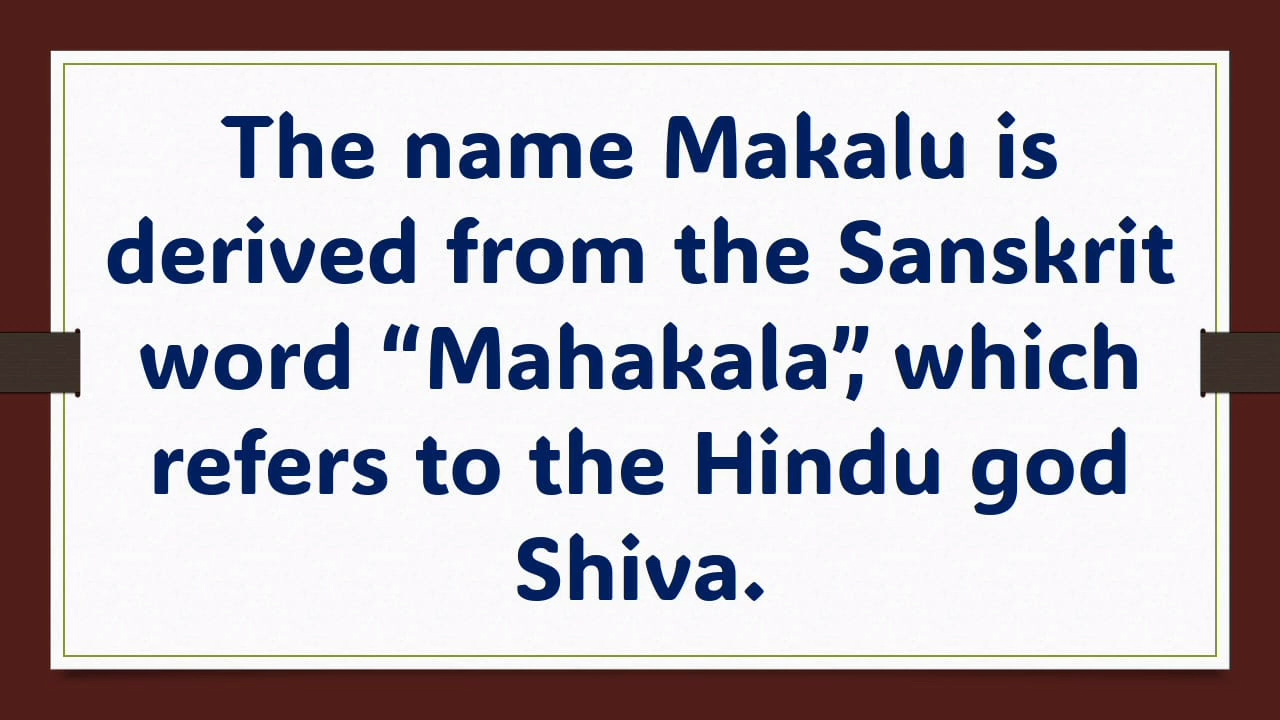 The name Makalu is
derived from the Sanskrit
word “Mahakala”, which
refers to the Hindu god
Shiva.